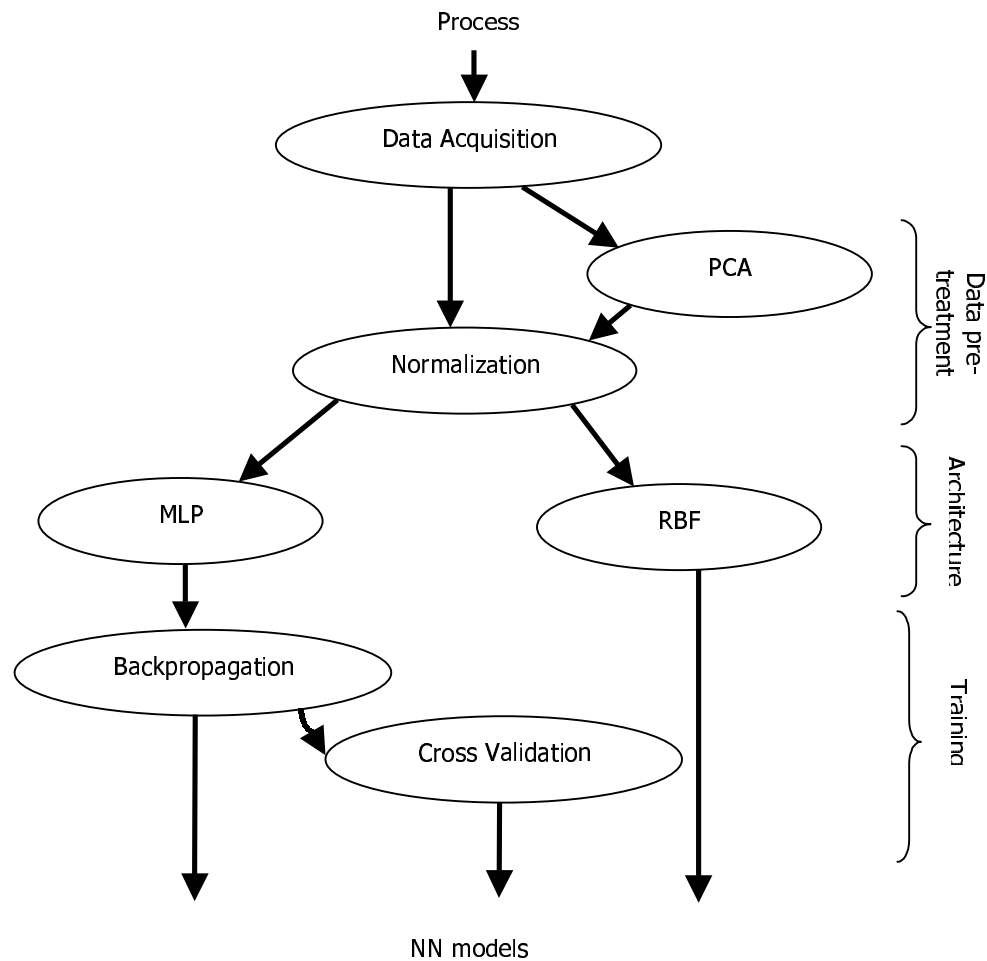 Process
Data Acquisition
PCA
Data pre-
treatment
Normalization
MLP
RBF
Architecture
Backpropagation
Training
Cross Validation
NN models